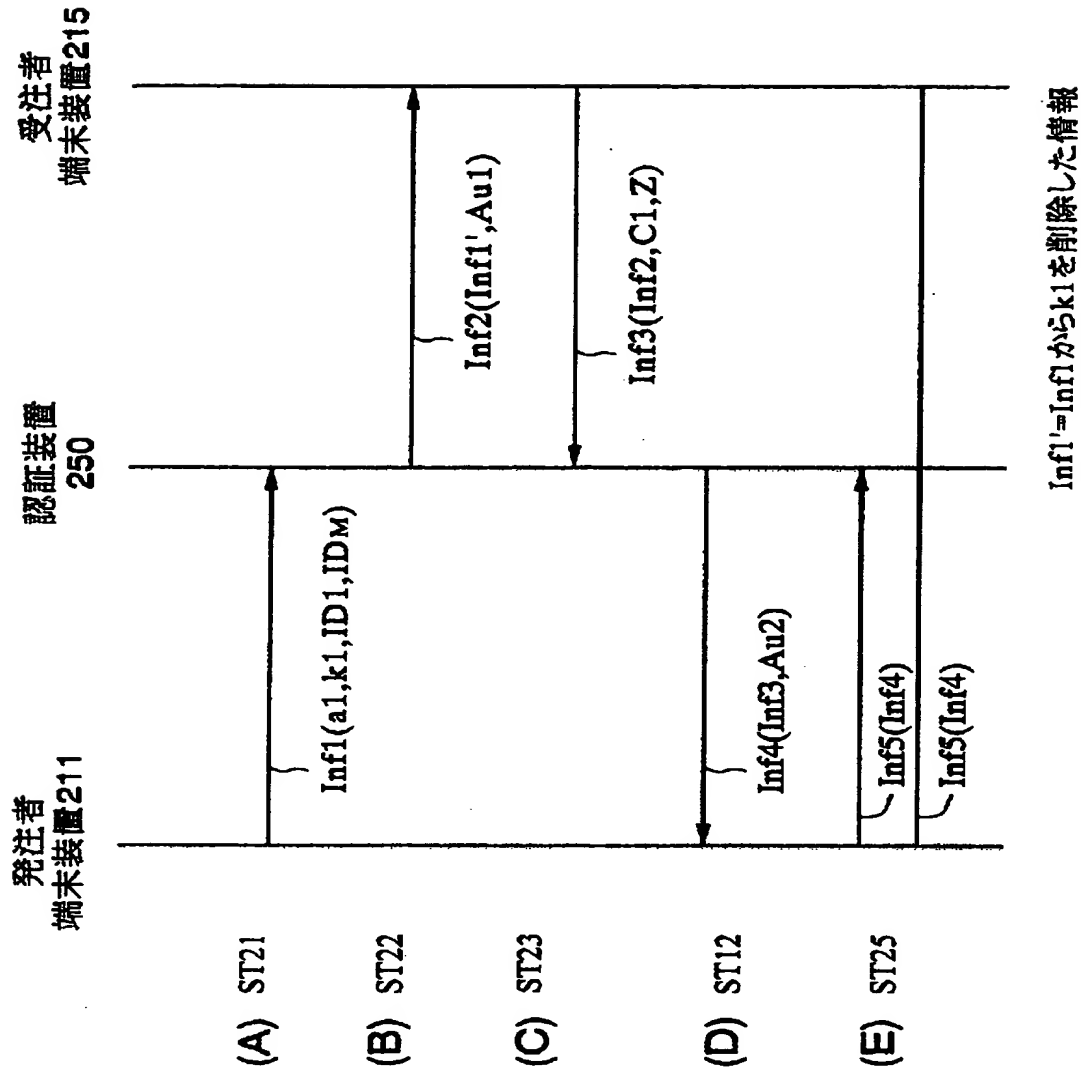 発注者
端末装置211
認証装置
250
受注者
端末装置215
(A) ST21
Inf1(a1,k1,ID1,IDM)
(B) ST22
Inf2(Inf1',Au1)
(C) ST23
Inf3(Inf2,C1,Z)
(D) ST12
Inf4(Inf3,Au2)
(E) ST25
Inf5(Inf4)
Inf5(Inf4)
Inf1'=Inf1からk1を削除した情報